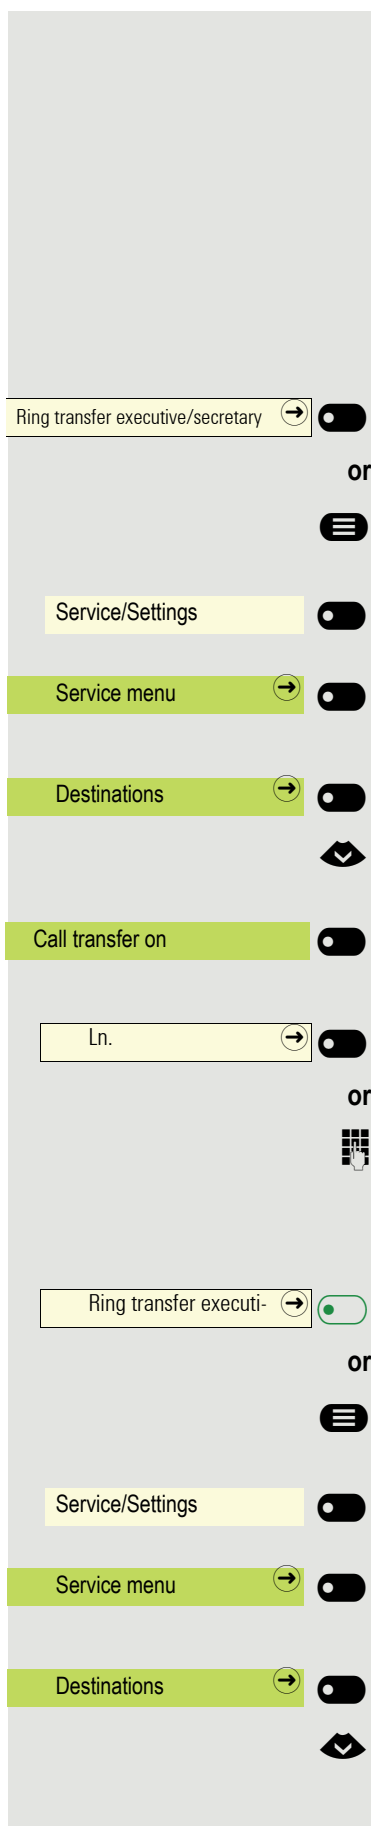 Ring transfer executive/secretary
or
Service/Settings
Service menu
Destinations
Call transfer on
Ln.
or
Ring transfer executi-
or
Service/Settings
Service menu
Destinations